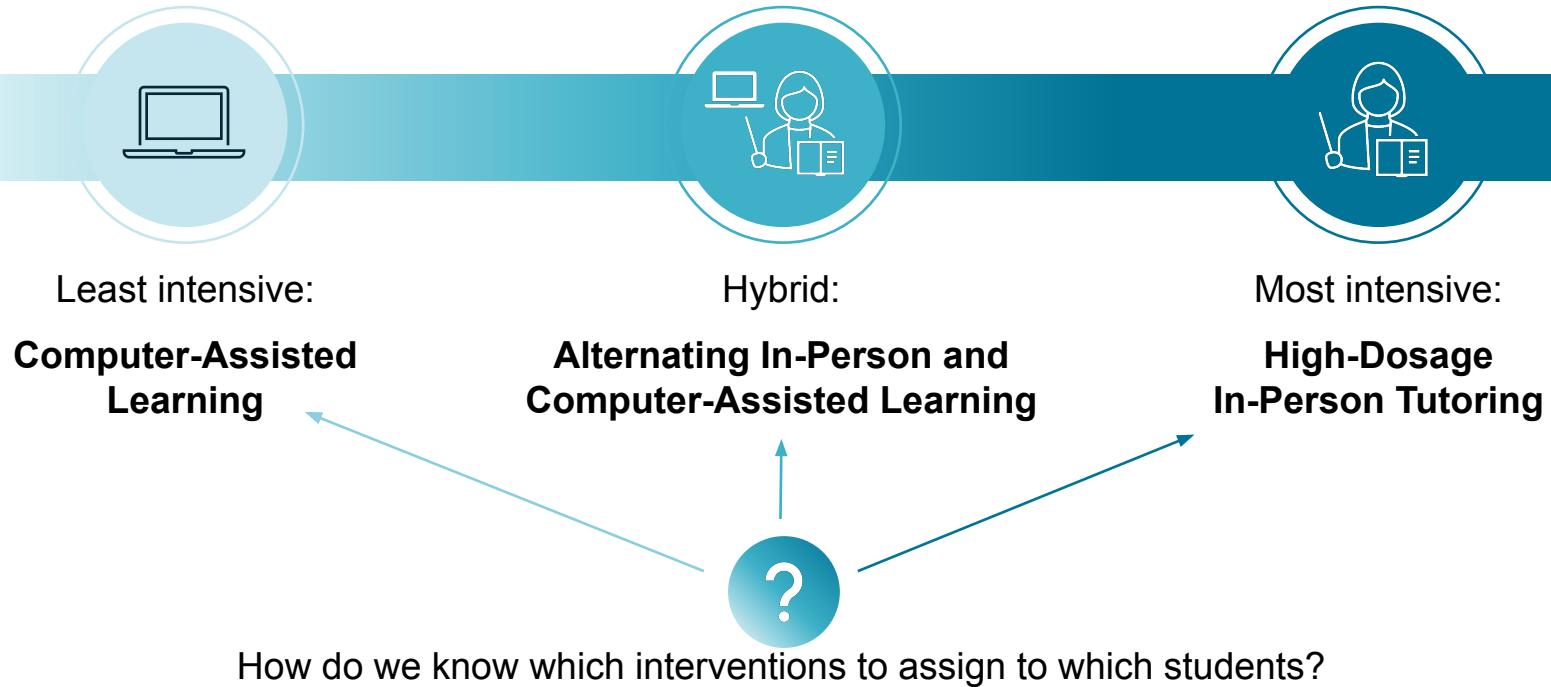 Least intensive:
Computer-Assisted
Learning
Hybrid:
Alternating In-Person and
Computer-Assisted Learning
Most intensive:
High-Dosage
In-Person Tutoring
?
How do we know which interventions to assign to which students?